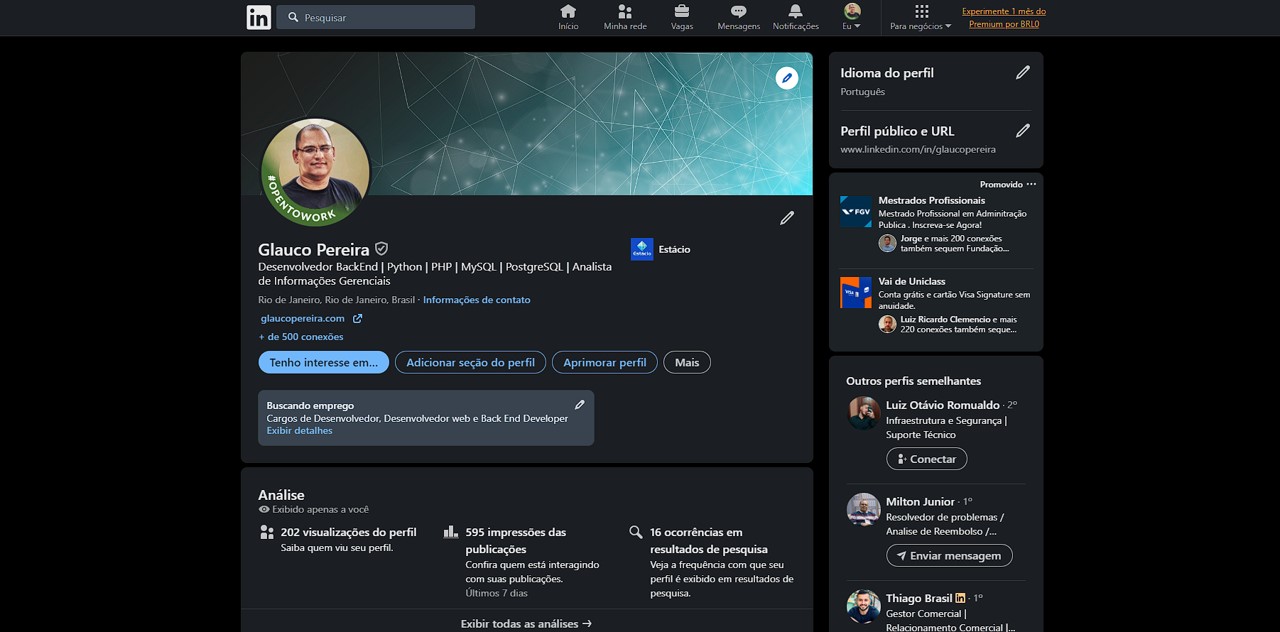 in
Pesquisar
Início
Minha rede
Vagas
Mensagens
Notificações
Eu
Para negócios
Experimente 1 mês do
Premium por BRL0
#OPENTOWORK
Glauco Pereira
Estácio
Estácio
Desenvolvedor BackEnd | Python | PHP | MySQL | PostgreSQL | Analista
de Informações Gerenciais
Rio de Janeiro, Rio de Janeiro, Brasil · Informações de contato
glaucopereira.com
+ de 500 conexões
Tenho interesse em...
Adicionar seção do perfil
Aprimorar perfil
Mais
Buscando emprego
Cargos de Desenvolvedor, Desenvolvedor web e Back End Developer
Exibir detalhes
Análise
Exibido apenas a você
202 visualizações do perfil
Saiba quem viu seu perfil.
595 impressões das
publicações
Confira quem está interagindo
com suas publicações.
Últimos 7 dias
16 ocorrências em
resultados de pesquisa
Veja a frequência com que seu
perfil é exibido em resultados de
pesquisa.
Exibir todas as análises →
Idioma do perfil
Português
Perfil público e URL
www.linkedin.com/in/glaucopereira
Promovido ···
FGV
Mestrados Profissionais
Mestrado Profissional em Adminitração
Publica . Inscreva-se Agora!
Jorge e mais 200 conexões
também seguem Fundação...
VISA
Vai de Uniclass
Conta grátis e cartão Visa Signature sem
anuidade.
Luiz Ricardo Clemencio e mais
220 conexões também segue...
Outros perfis semelhantes
Luiz Otávio Romualdo · 2º
Infraestrutura e Segurança |
Suporte Técnico
Conectar
Milton Junior · 1º
Resolvedor de problemas /
Analise de Reembolso /...
Enviar mensagem
Thiago Brasil in · 1º
Gestor Comercial |
Relacionamento Comercial |...